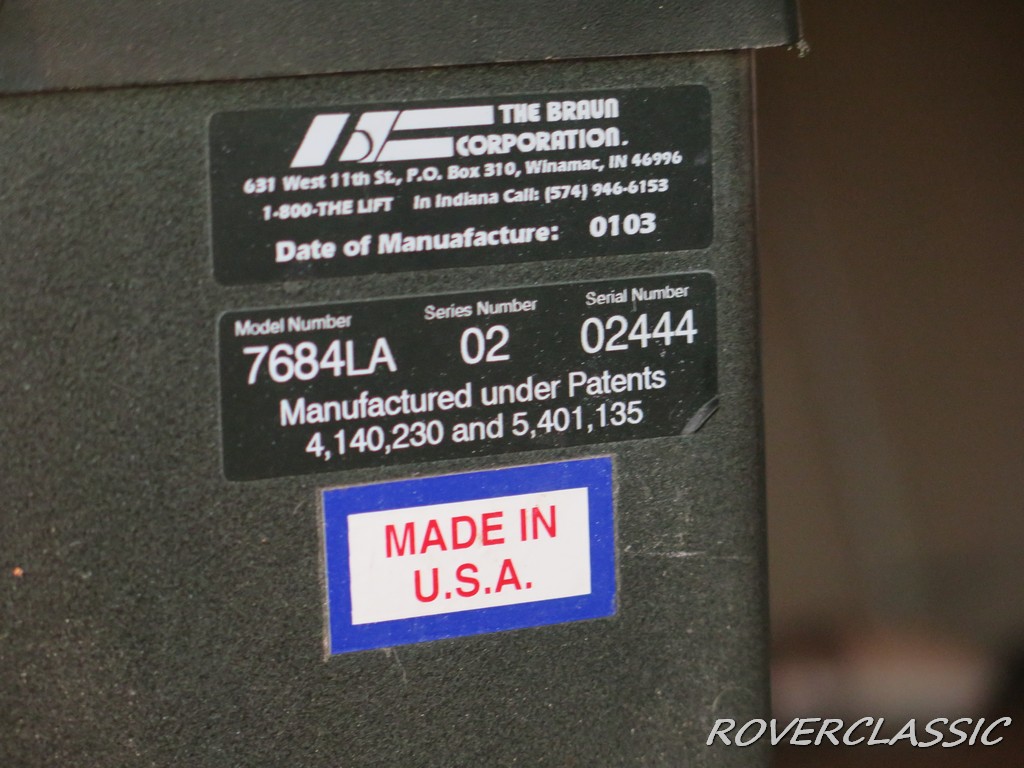 THE BRAUN
CORPORATION.
631 West 11th St., P.O. Box 310, Winamac, IN 46996
1-800-THE LIFT In Indiana Call: (574) 946-6153
Date of Manuafacture: 0103
Model Number Series Number Serial Number
7684LA 02 02444
Manufactured under Patents
4,140,230 and 5,401,135
MADE IN
U.S.A.
ROVERCLASSIC